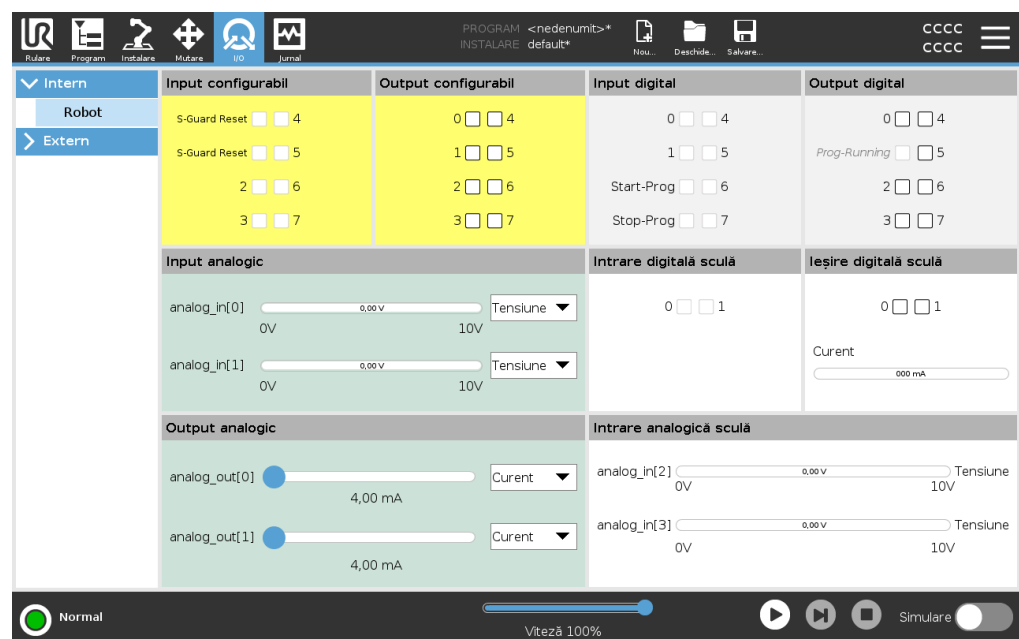 PROGRAM <nedenumit>*
INSTALARE default*
CCCC
CCCC
UR
Rulare Program Instalare Mutare I/O Jurnal Nou... Deschide... Salvare...
Intern
Robot
Extern
Input configurabil
S-Guard Reset 4
S-Guard Reset 5
2 6
3 7
Output configurabil
0 4
1 5
2 6
3 7
Input digital
0 4
1 5
Start-Prog 6
Stop-Prog 7
Output digital
0 4
Prog-Running 5
2 6
3 7
Input analogic
analog_in[0] 0,00 V Tensiune
0V 10V
analog_in[1] 0,00 V Tensiune
0V 10V
Intrare digitală sculă
0 1
Ieșire digitală sculă
0 1
Curent
000 mA
Output analogic
analog_out[0] Curent
4,00 mA
analog_out[1] Curent
4,00 mA
Intrare analogică sculă
analog_in[2] 0,00 V Tensiune
0V 10V
analog_in[3] 0,00 V Tensiune
0V 10V
Normal
Viteză 100%
Simulare